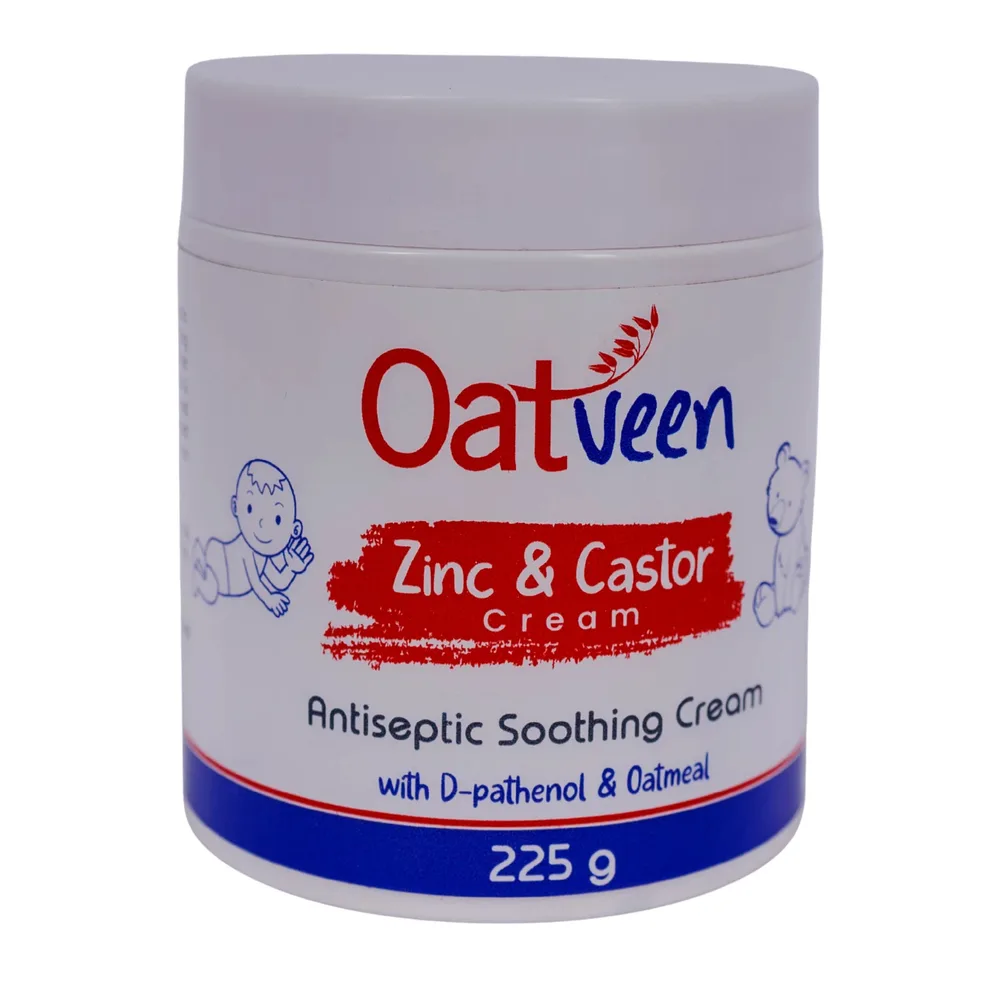 Oatveen
Zinc & Castor
Cream
Antiseptic Soothing Cream
with D-pathenol & Oatmeal
225 g